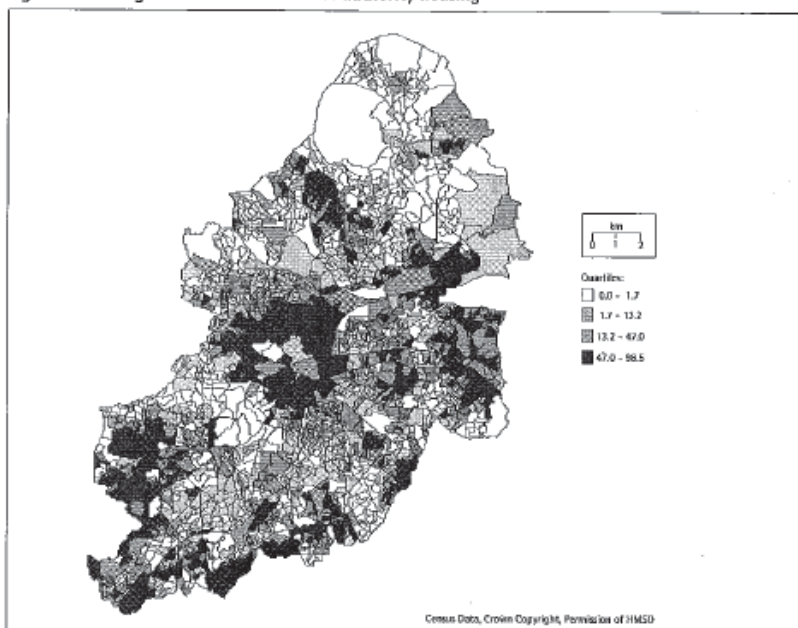 km
0 1 2
Quartiles:
0.0 - 1.7
1.7 - 13.2
13.2 - 47.0
47.0 - 98.5
Census Data, Crown Copyright, Permission of HMSO